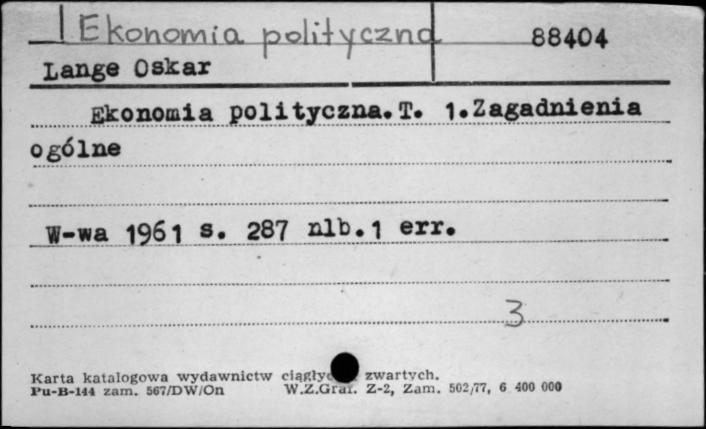 Ekonomia polityczna 88404
Lange Oskar
Ekonomia polityczna.T. 1.Zagadnienia
ogólne
W-wa 1961 s. 287 nlb.1 err.
3
Karta katalogowa wydawnictw zwartych.
Pu-B-144 zam. 567/DW/On W.Z.Graf. Z-2, Zam. 502/77, 6 400 000